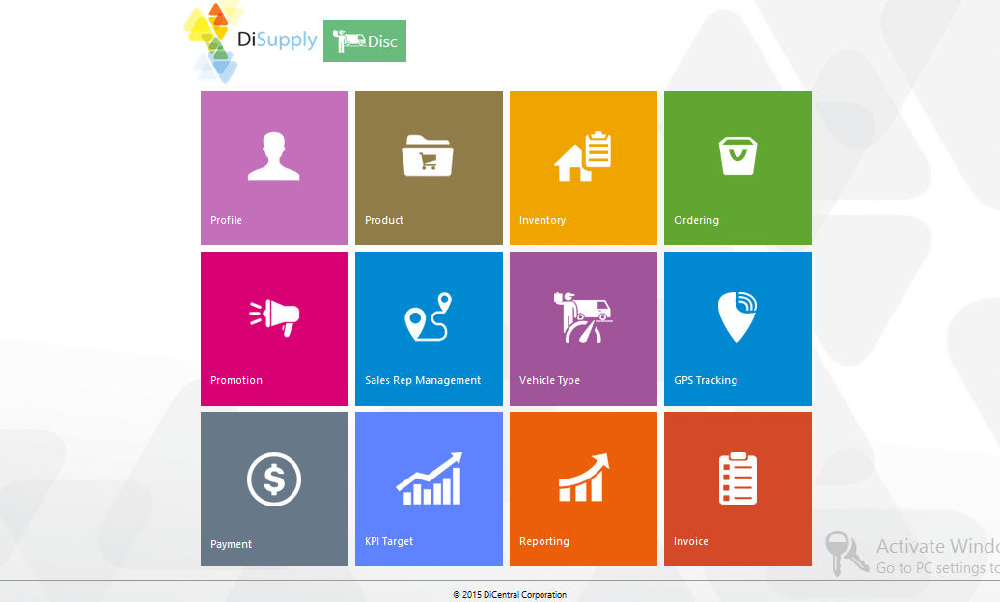 DiSupply
Disc
Profile
Product
Inventory
Ordering
Promotion
Sales Rep Management
Vehicle Type
GPS Tracking
Payment
KPI Target
Reporting
Invoice
Activate Windo
Go to PC settings to
© 2015 DiCentral Corporation